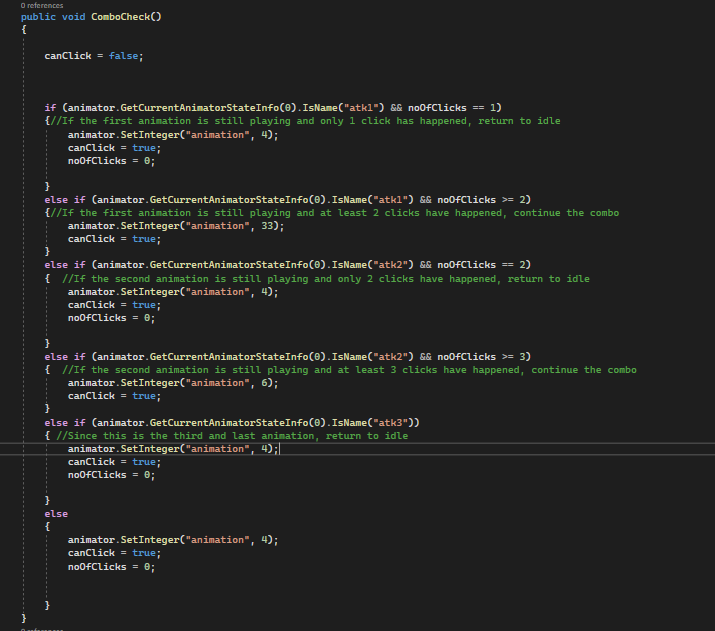 0 references
public void ComboCheck()
{
canClick = false;
if (animator.GetCurrentAnimatorStateInfo(0).IsName("atk1") && noOfClicks == 1)
{//If the first animation is still playing and only 1 click has happened, return to idle
animator.SetInteger("animation", 4);
canClick = true;
noOfClicks = 0;
}
else if (animator.GetCurrentAnimatorStateInfo(0).IsName("atk1") && noOfClicks >= 2)
{//If the first animation is still playing and at least 2 clicks have happened, continue the combo
animator.SetInteger("animation", 33);
canClick = true;
}
else if (animator.GetCurrentAnimatorStateInfo(0).IsName("atk2") && noOfClicks == 2)
{  //If the second animation is still playing and only 2 clicks have happened, return to idle
animator.SetInteger("animation", 4);
canClick = true;
noOfClicks = 0;
}
else if (animator.GetCurrentAnimatorStateInfo(0).IsName("atk2") && noOfClicks >= 3)
{  //If the second animation is still playing and at least 3 clicks have happened, continue the combo
animator.SetInteger("animation", 6);
canClick = true;
}
else if (animator.GetCurrentAnimatorStateInfo(0).IsName("atk3"))
{ //Since this is the third and last animation, return to idle
animator.SetInteger("animation", 4);
canClick = true;
noOfClicks = 0;
}
else
{
animator.SetInteger("animation", 4);
canClick = true;
noOfClicks = 0;
}
}